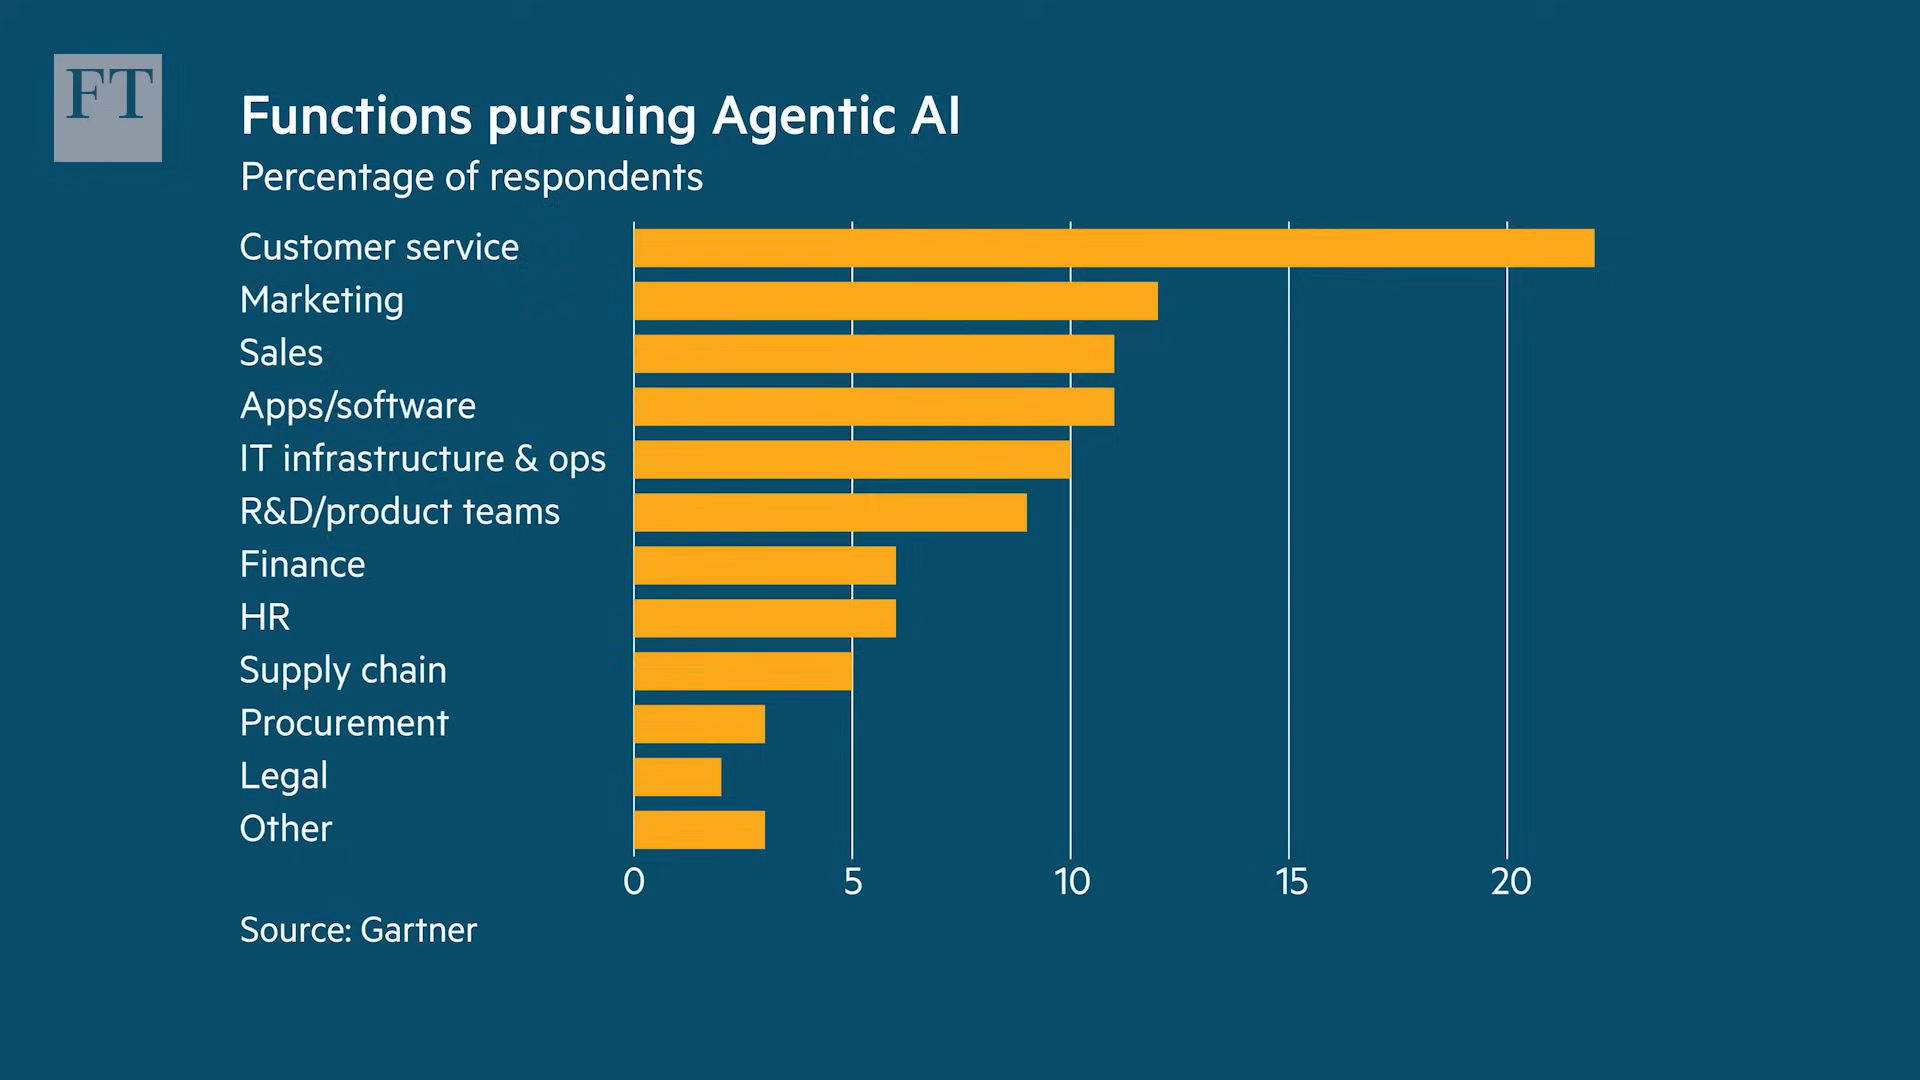 FT
Functions pursuing Agentic AI
Percentage of respondents
Customer service
Marketing
Sales
Apps/software
IT infrastructure & ops
R&D/product teams
Finance
HR
Supply chain
Procurement
Legal
Other
0 5 10 15 20
Source: Gartner